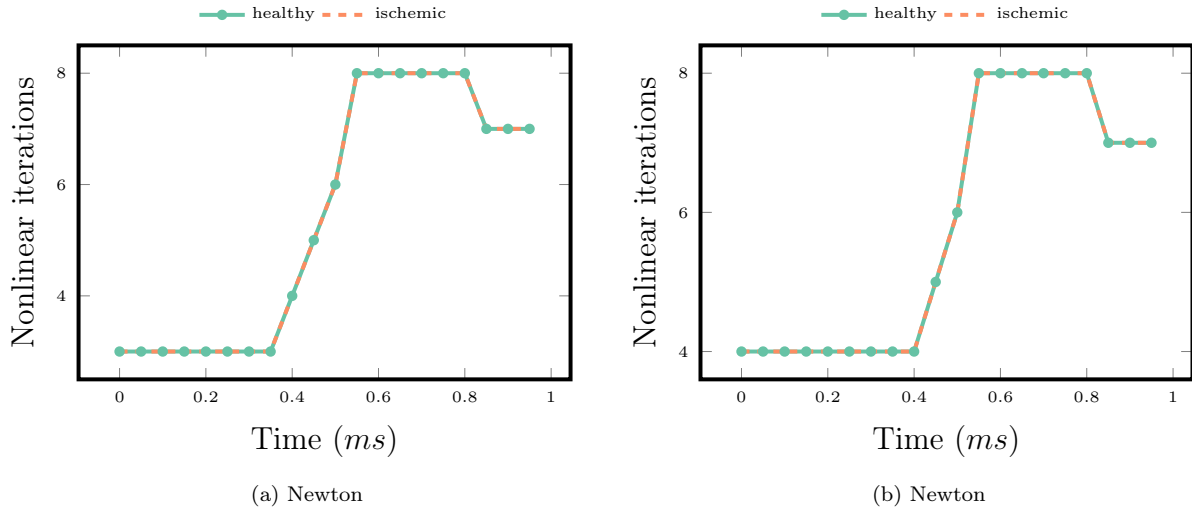 healthy ischemic
Nonlinear iterations
8
6
4
0 0.2 0.4 0.6 0.8 1
Time (ms)
(a) Newton
healthy ischemic
Nonlinear iterations
8
6
4
0 0.2 0.4 0.6 0.8 1
Time (ms)
(b) Newton